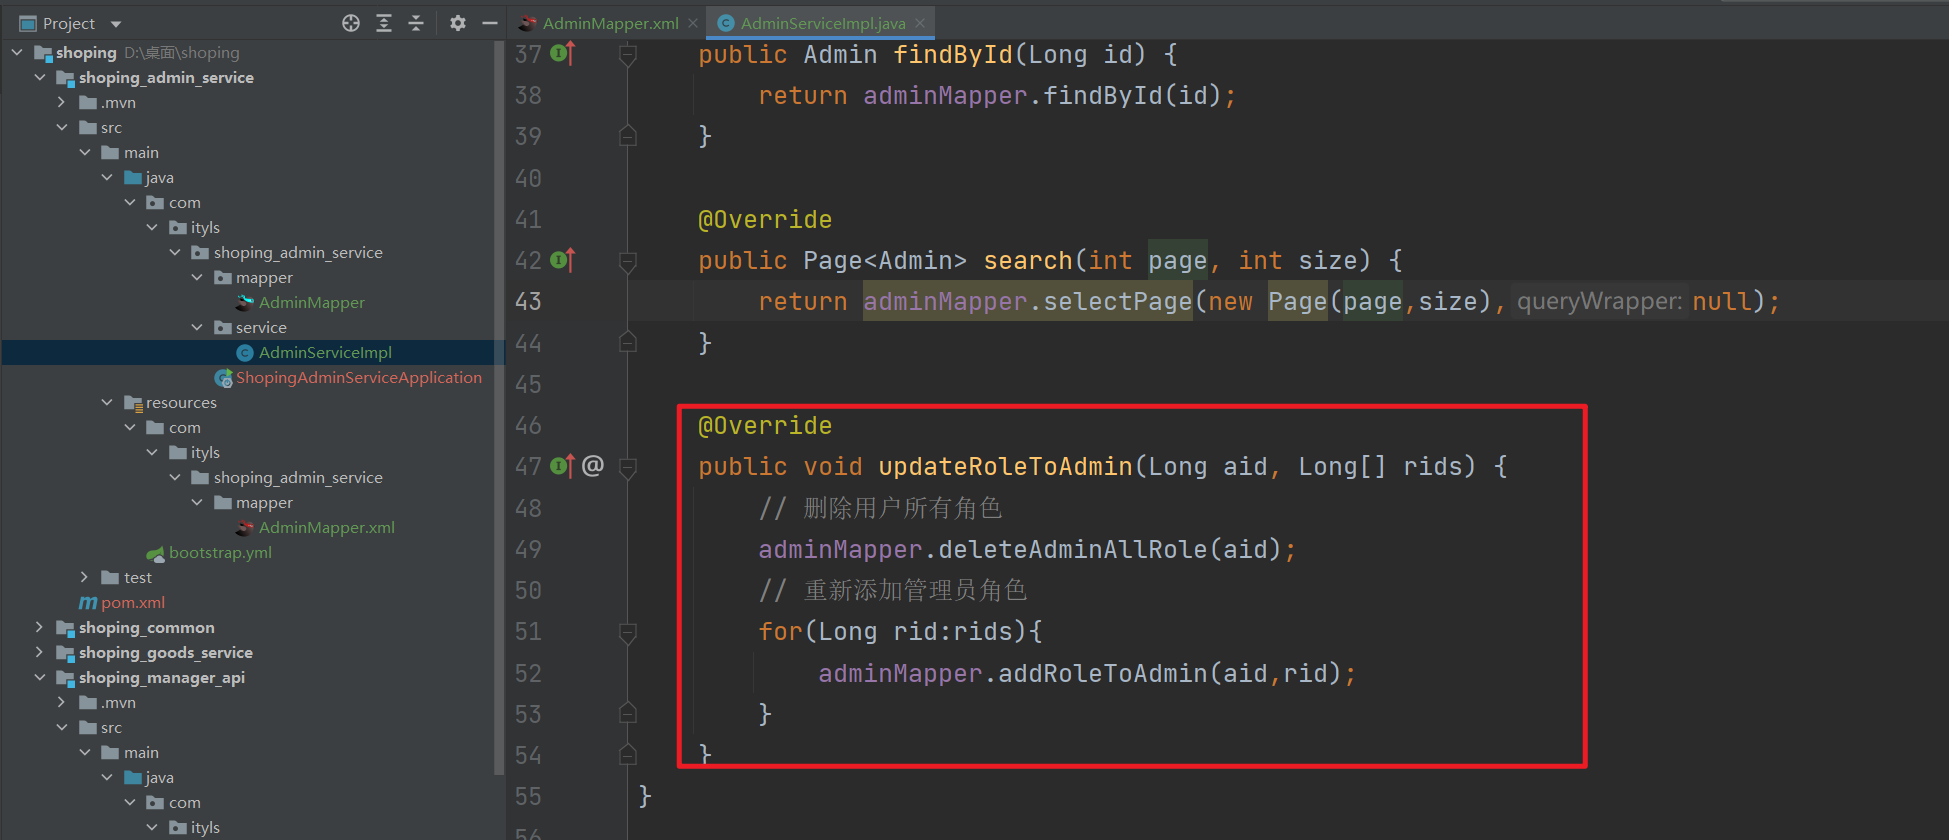 Project
shoping D:\桌面\shoping
shoping_admin_service
.mvn
src
main
java
com
ityls
shoping_admin_service
mapper
AdminMapper
service
AdminServiceImpl
ShopingAdminServiceApplication
resources
com
ityls
shoping_admin_service
mapper
AdminMapper.xml
bootstrap.yml
test
pom.xml
shoping_common
shoping_goods_service
shoping_manager_api
.mvn
src
main
java
com
ityls
AdminMapper.xml AdminServiceImpl.java
37 public Admin findById(Long id) {
38 return adminMapper.findById(id);
39 }
40
41 @Override
42 public Page<Admin> search(int page, int size) {
43 return adminMapper.selectPage(new Page(page,size), queryWrapper: null);
44 }
45
46 @Override
47 @ public void updateRoleToAdmin(Long aid, Long[] rids) {
48 // 删除用户所有角色
49 adminMapper.deleteAdminAllRole(aid);
50 // 重新添加管理员角色
51 for(Long rid:rids){
52 adminMapper.addRoleToAdmin(aid,rid);
53 }
54 }
55 }
56